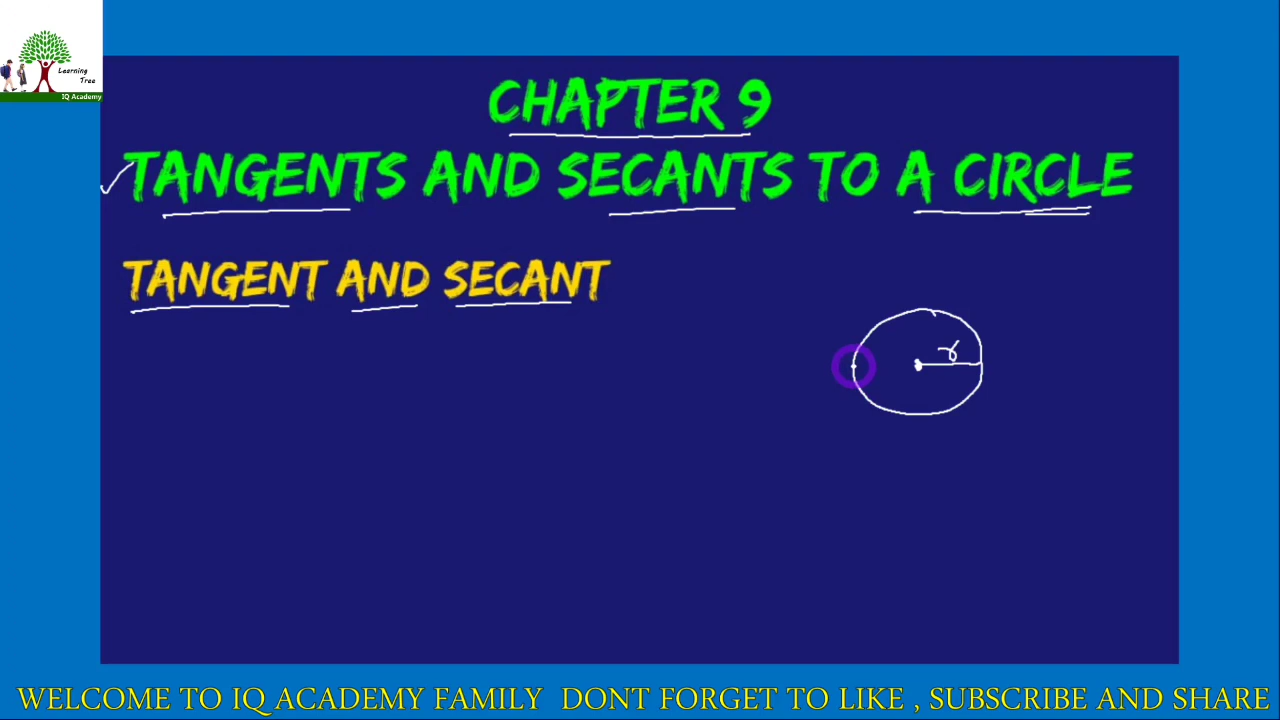 Learning
Tree
IQ Academy
CHAPTER 9
TANGENTS AND SECANTS TO A CIRCLE
TANGENT AND SECANT
r
WELCOME TO IQ ACADEMY FAMILY DONT FORGET TO LIKE , SUBSCRIBE AND SHARE